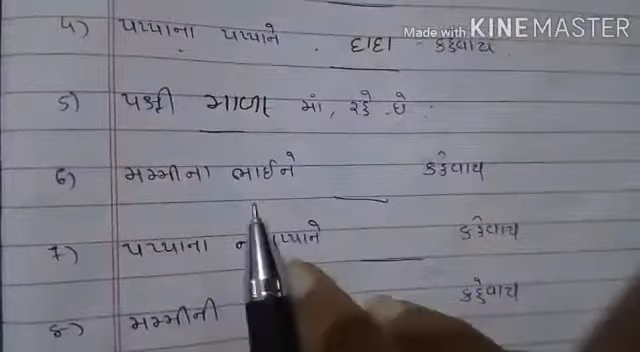 Made with KINEMASTER
4) પપ્પાના પપ્પાને દાદા કહેવાય
5) પક્ષી માળા માં, રહે છે.
6) મમ્મીના ભાઈને કહેવાય
7) પપ્પાના કહેવાય
8) મમ્મીની કહેવાય